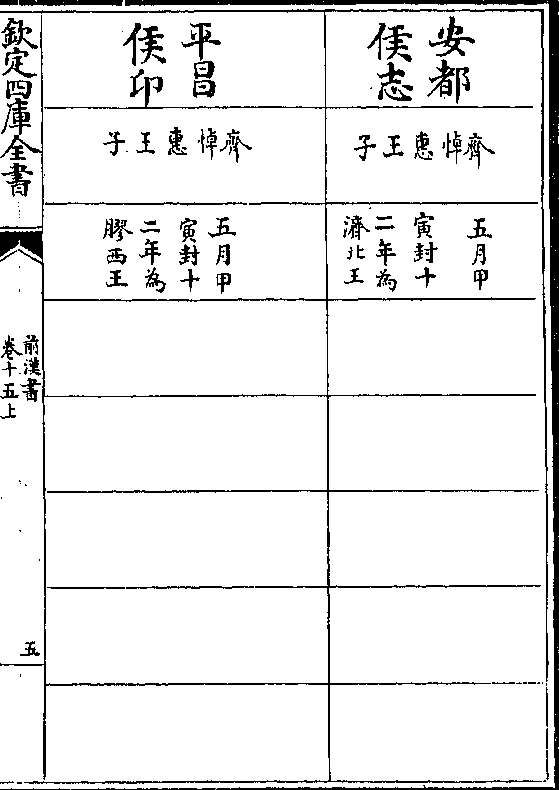 安都
侯志
齊悼惠王子
五月甲
寅封十
二年為
濟北王
平昌
侯卬
齊悼惠王子
五月甲
寅封十
二年為
膠西王
欽定四庫全書
前漢書
卷十五上
五